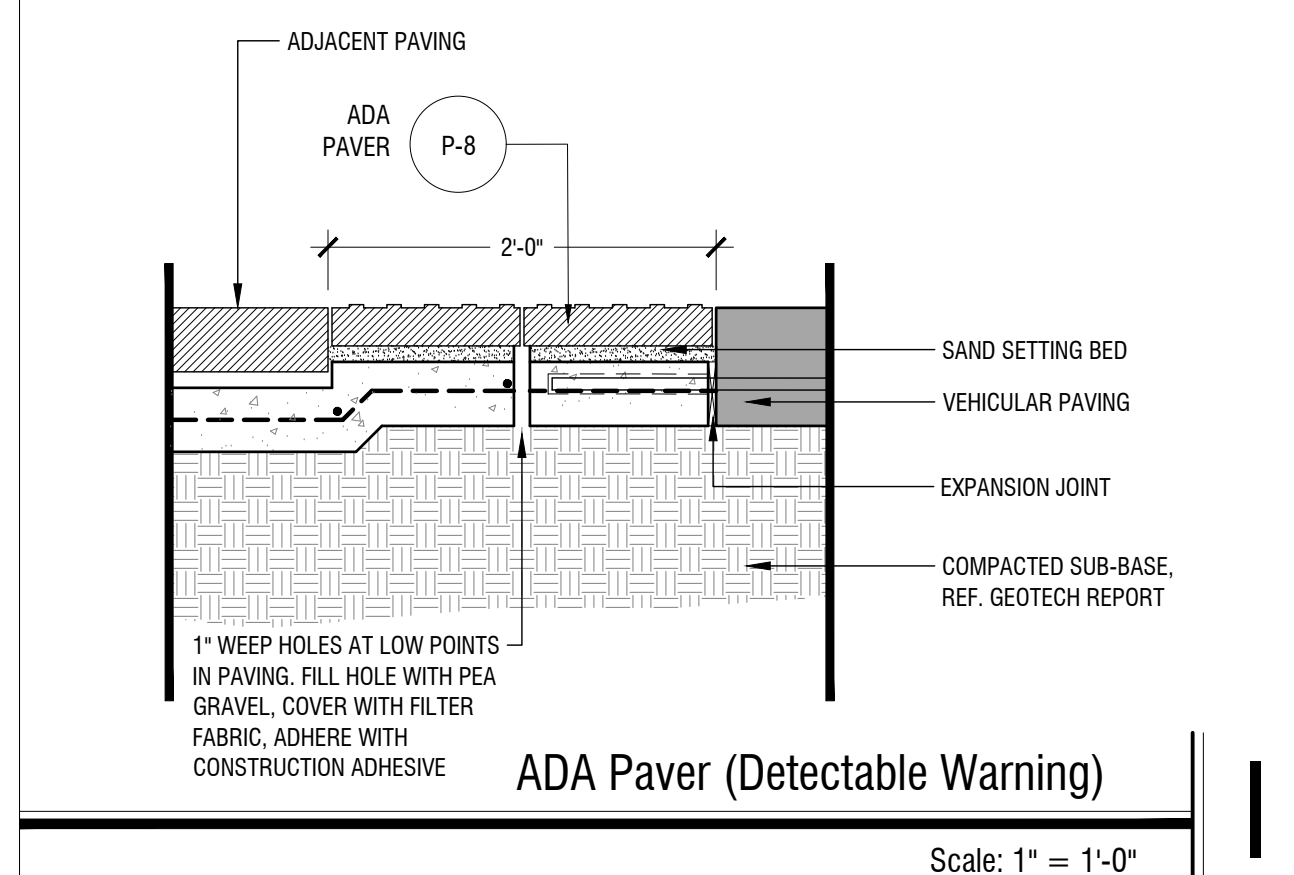 ADJACENT PAVING
ADA
PAVER
P-8
2'-0"
SAND SETTING BED
VEHICULAR PAVING
EXPANSION JOINT
COMPACTED SUB-BASE,
REF. GEOTECH REPORT
1" WEEP HOLES AT LOW POINTS
IN PAVING. FILL HOLE WITH PEA
GRAVEL, COVER WITH FILTER
FABRIC, ADHERE WITH
CONSTRUCTION ADHESIVE
ADA Paver (Detectable Warning)
Scale: 1" = 1'-0"